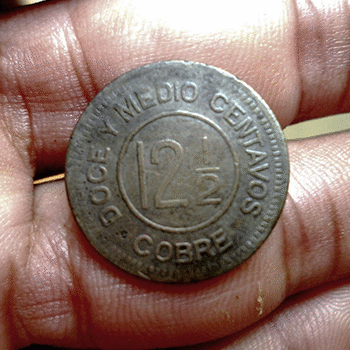 DOCE Y MEDIO CENTAVOS
12 1/2
COBRE